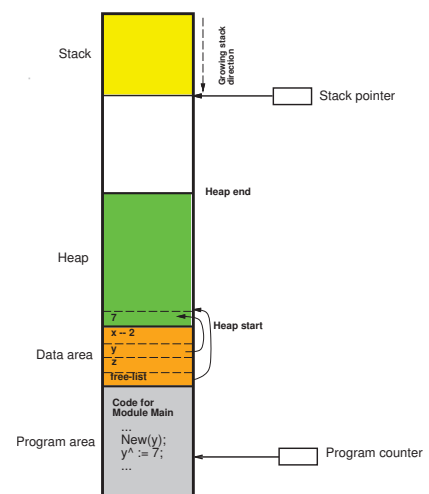 Growing stack
direction
Stack
Stack pointer
Heap end
Heap
7
Heap start
x -- 2
y
Data area
z
free-list
Code for
Module Main
...
New(y);
Program area
y^ := 7;
Program counter
...